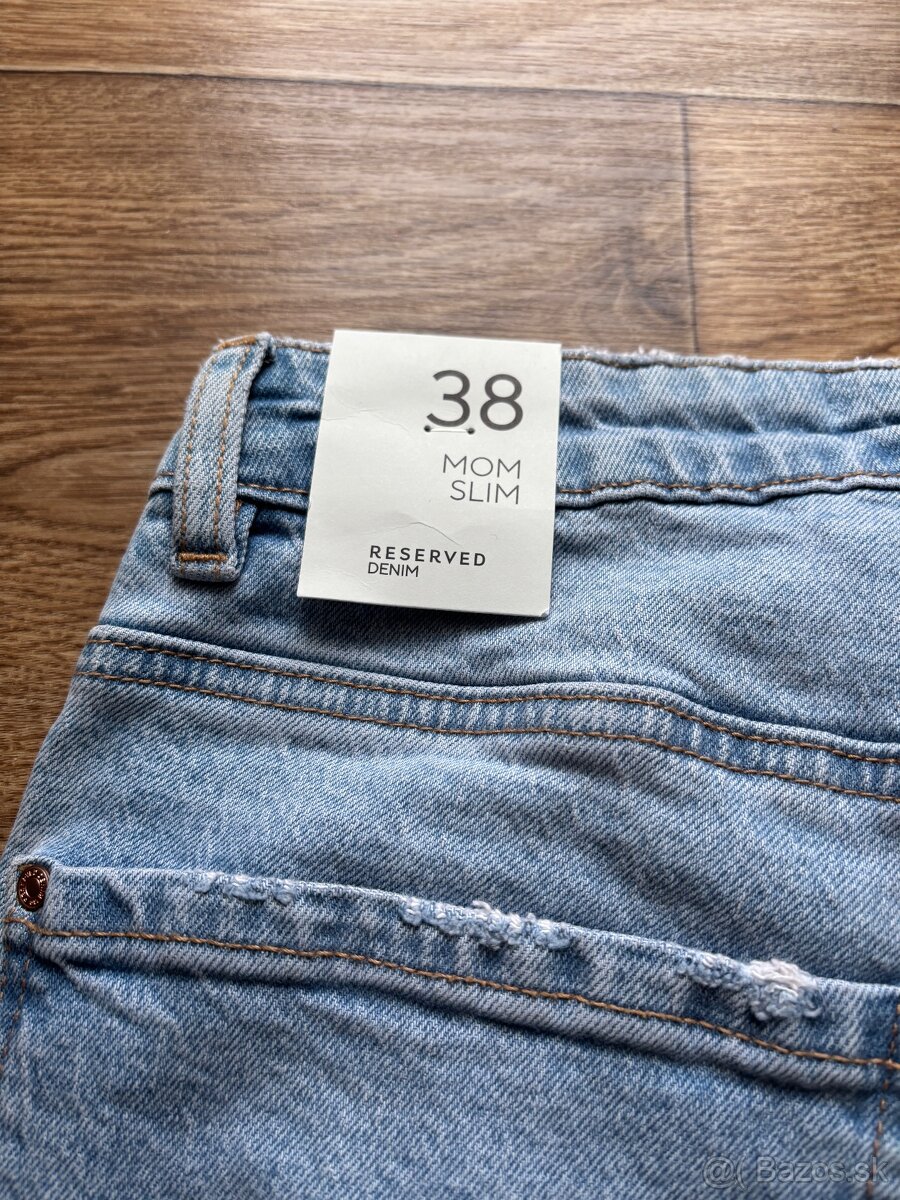 38
MOM
SLIM
RESERVED
DENIM
@ Bazos.sk